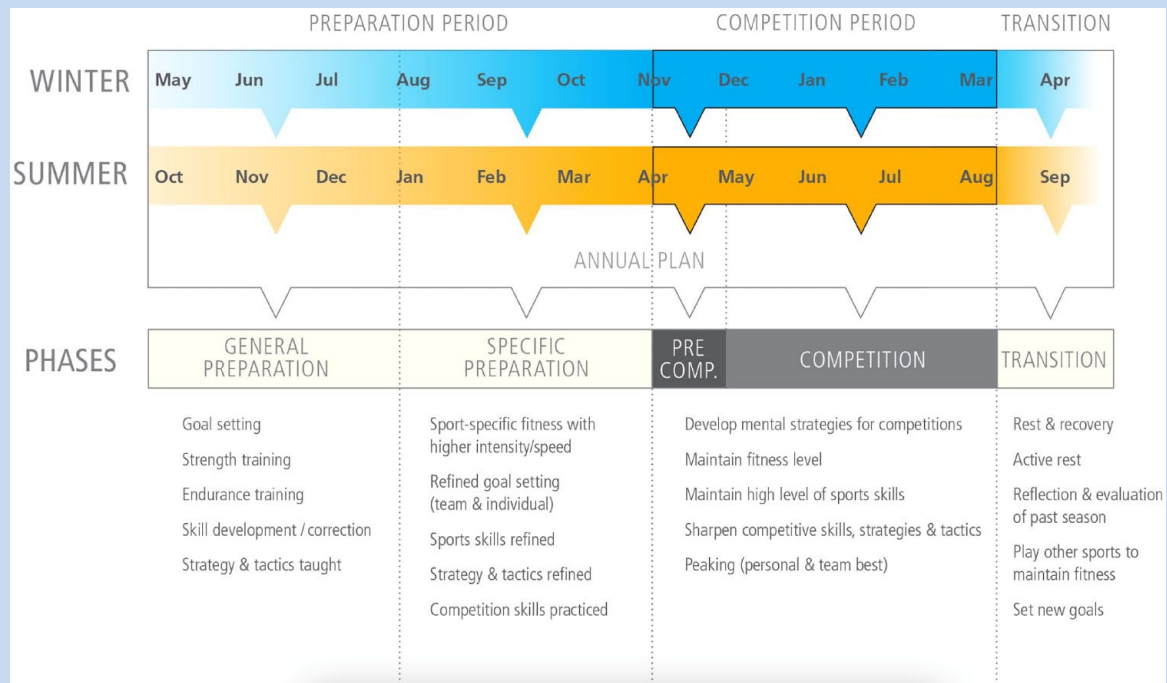 PREPARATION PERIOD COMPETITION PERIOD TRANSITION
WINTER May Jun Jul Aug Sep Oct Nov Dec Jan Feb Mar Apr
SUMMER Oct Nov Dec Jan Feb Mar Apr May Jun Jul Aug Sep
ANNUAL PLAN
PHASES
GENERAL
PREPARATION
SPECIFIC
PREPARATION
PRE
COMP.
COMPETITION
TRANSITION
Goal setting
Strength training
Endurance training
Skill development / correction
Strategy & tactics taught
Sport-specific fitness with
higher intensity/speed
Refined goal setting
(team & individual)
Sports skills refined
Strategy & tactics refined
Competition skills practiced
Develop mental strategies for competitions
Maintain fitness level
Maintain high level of sports skills
Sharpen competitive skills, strategies & tactics
Peaking (personal & team best)
Rest & recovery
Active rest
Reflection & evaluation
of past season
Play other sports to
maintain fitness
Set new goals